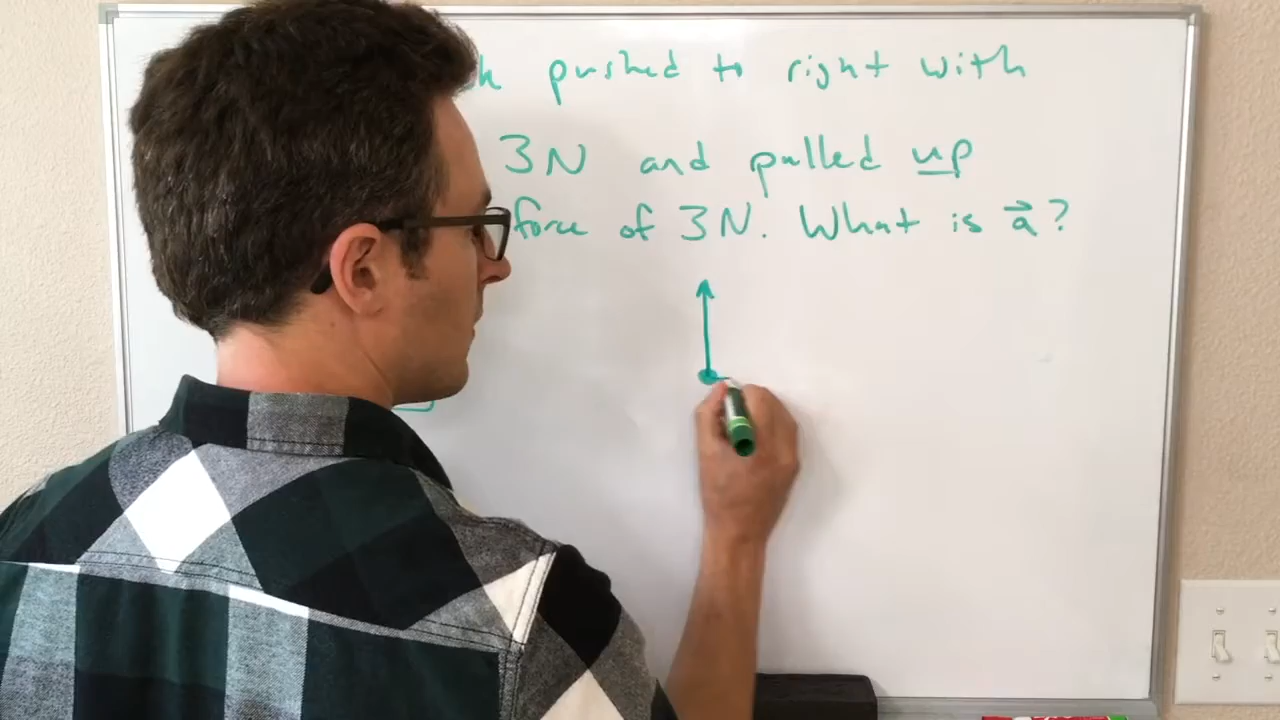 pushed to right with
3N and pulled up
force of 3N. What is a⃗?